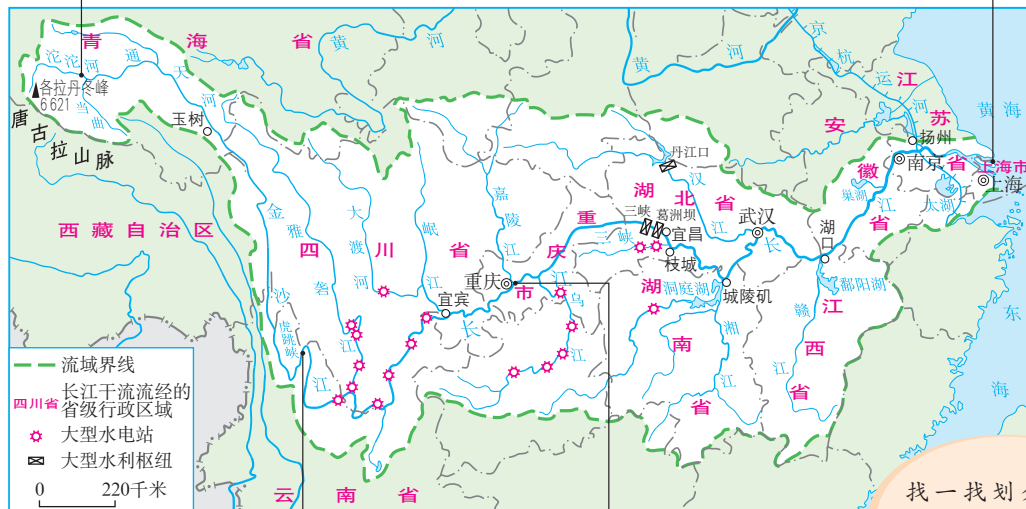 青海省
黄河
沱沱河
通天河
各拉丹冬峰
6 621
当曲
唐古拉山脉
玉树
西藏自治区
金沙江
雅砻江
大渡河
岷江
嘉陵江
四川省
重庆市
重庆
宜宾
长江
乌江
虎跳峡
云南省
黄河
京杭运河
江苏省
黄海
安徽省
扬州
南京
上海市
上海
太湖
巢湖
长江
丹江口
汉江
湖北省
三峡
葛洲坝
三峡
宜昌
枝城
武汉
湖口
城陵矶
洞庭湖
鄱阳湖
湖南省
湘江
江西省
赣江
东海
流域界线
四川省
长江干流流经的
省级行政区域
大型水电站
大型水利枢纽
0 220千米
找一找划